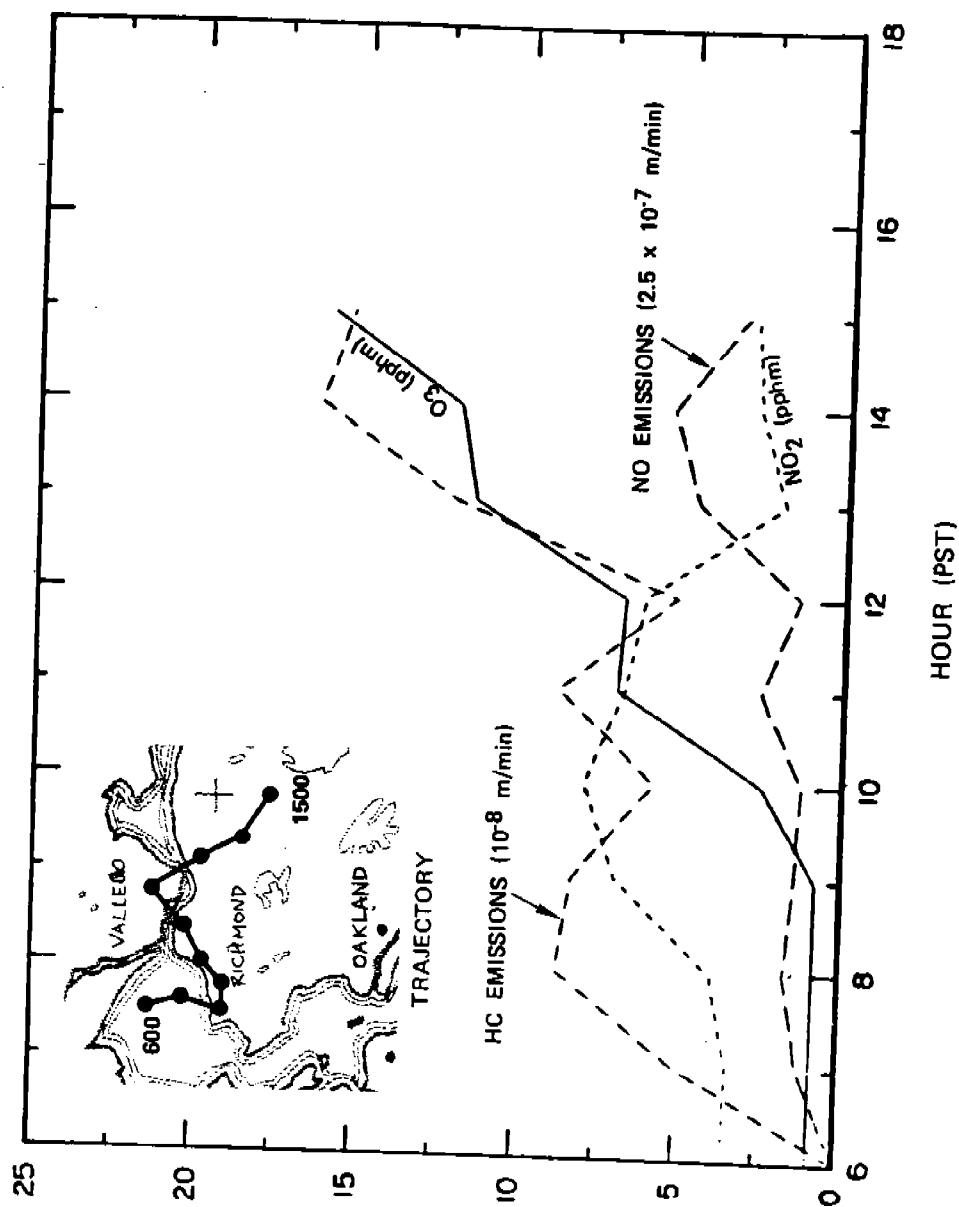 25
20
15
10
5
0
6
8
10
12
14
16
18
HOUR (PST)
VALLEJO
RICHMOND
OAKLAND
600
1500
TRAJECTORY
HC EMISSIONS (10-8 m/min)
O3 (pphm)
NO EMISSIONS (2.5 x 10-7 m/min)
NO2 (pphm)